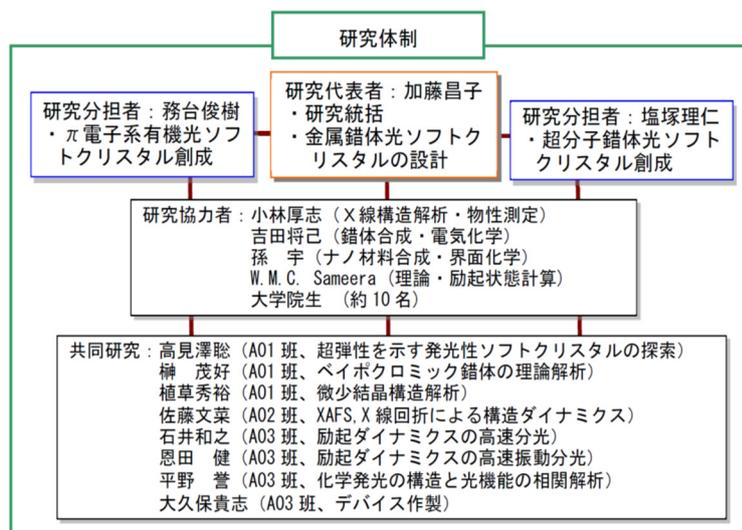 研究体制
研究分担者：務台俊樹
・π電子系有機光ソフ
トクリスタル創成
研究代表者：加藤昌子
・研究統括
・金属錯体光ソフトク
リスタルの設計
研究分担者：塩塚理仁
・超分子錯体光ソフト
クリスタル創成
研究協力者：小林厚志（Ｘ線構造解析・物性測定）
吉田将己（錯体合成・電気化学）
孫　宇（ナノ材料合成・界面化学）
W.M.C. Sameera（理論・励起状態計算）
大学院生　（約10名）
共同研究：高見澤聡（A01班、超弾性を示す発光性ソフトクリスタルの探索）
榊　茂好（A01班、ベイポクロミック錯体の理論解析）
植草秀裕（A01班、微少結晶構造解析）
佐藤文菜（A02班、XAFS,X線回折による構造ダイナミクス）
石井和之（A03班、励起ダイナミクスの高速分光）
恩田　健（A03班、励起ダイナミクスの高速振動分光）
平野　誉（A03班、化学発光の構造と光機能の相関解析）
大久保貴志（A03班、デバイス作製）